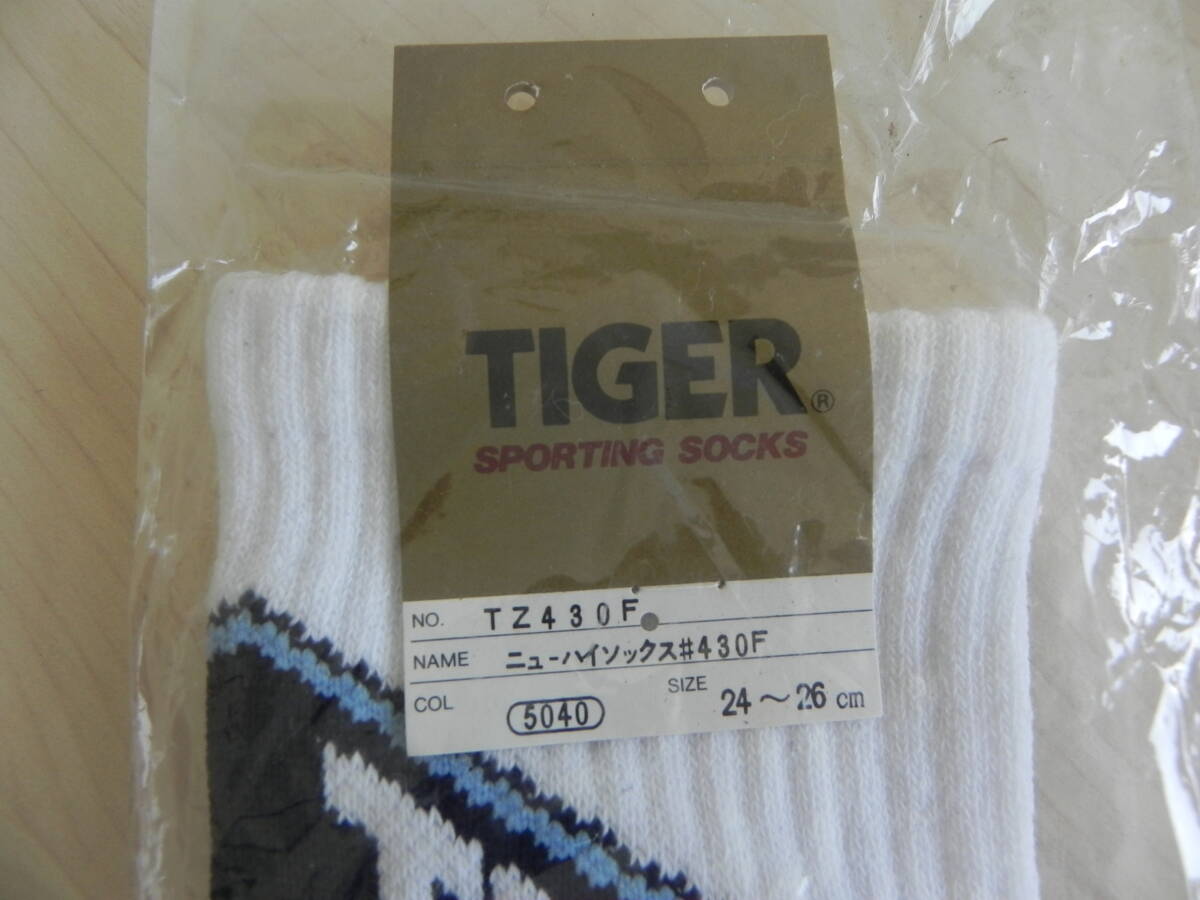 TIGER®
SPORTING SOCKS
NO. TZ430F
NAME ニューハイソックス#430F
COL 5040 SIZE 24～26 cm